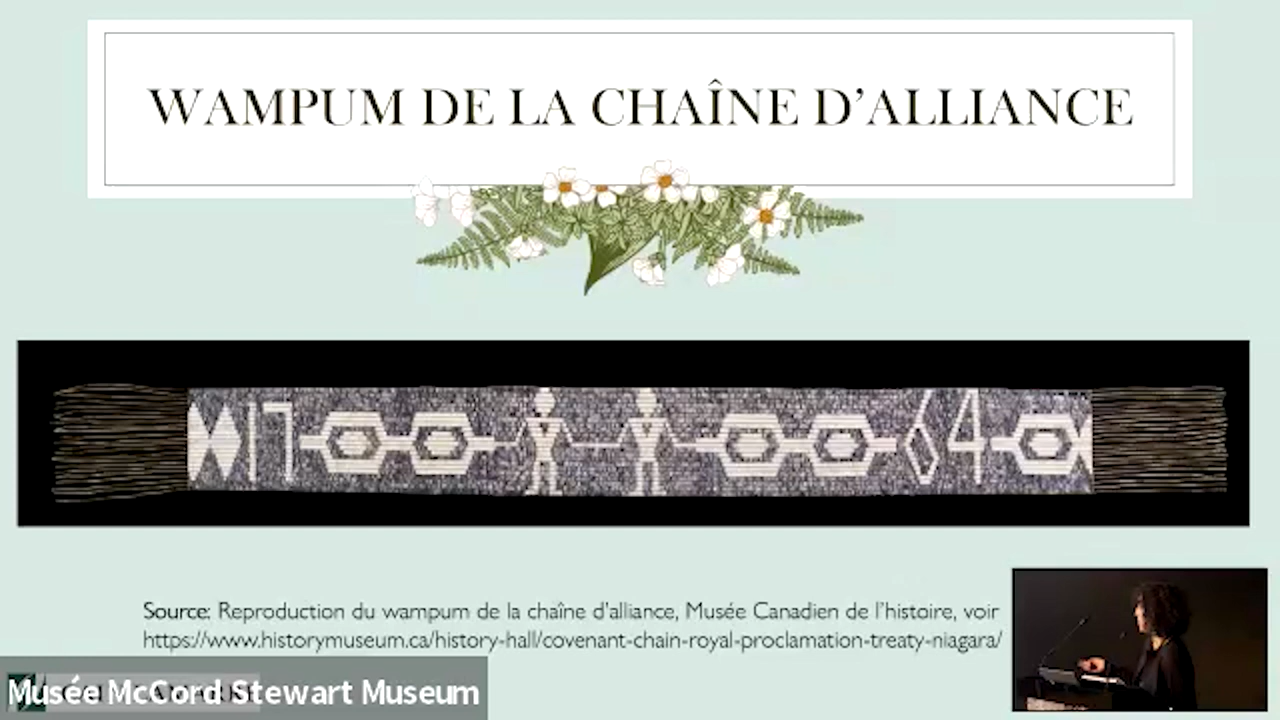 WAMPUM DE LA CHAÎNE D’ALLIANCE
17 64
Source: Reproduction du wampum de la chaîne d’alliance, Musée Canadien de l’histoire, voir
https://www.historymuseum.ca/history-hall/covenant-chain-royal-proclamation-treaty-niagara/
Musée McCord Stewart Museum